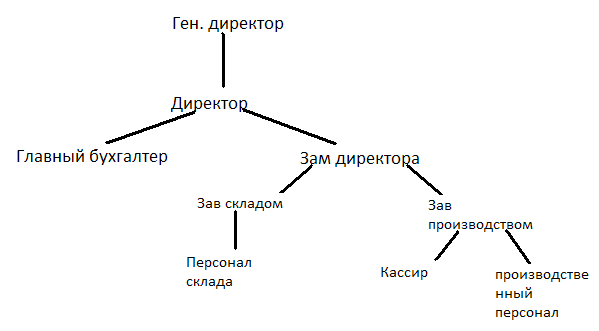 Ген. директор
Директор
Главный бухгалтер
Зам директора
Зав складом
Зав
производством
Персонал
склада
Кассир
производстве
нный
персонал